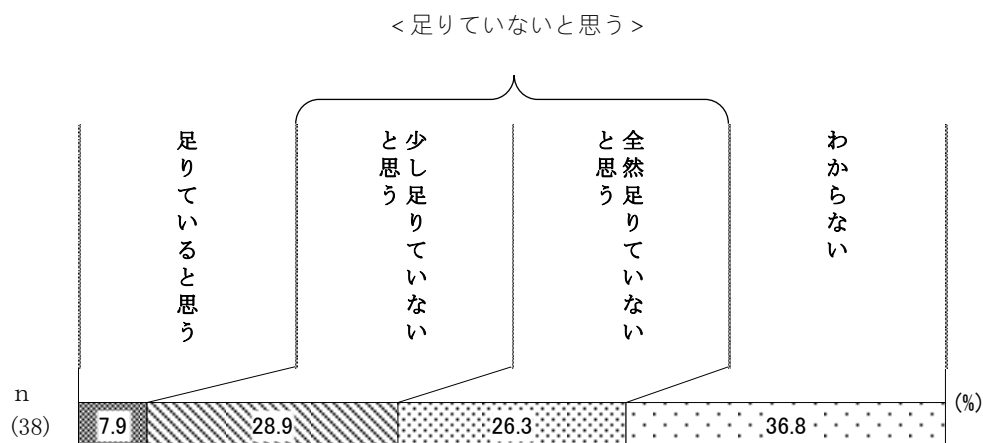 ＜足りていないと思う＞
足りていると思う
少し足りていない
と思う
全然足りていない
と思う
わからない
n
(38)
7.9
28.9
26.3
36.8
(%)